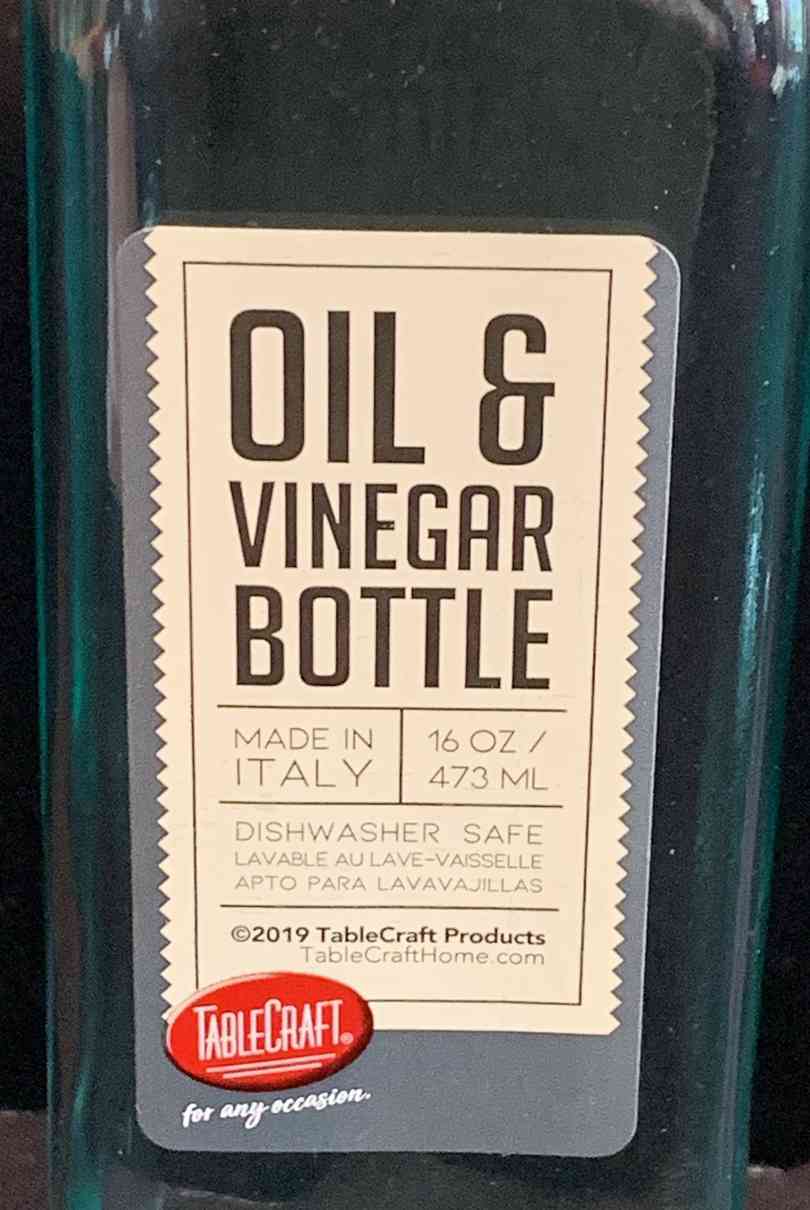 OIL &
VINEGAR
BOTTLE
MADE IN
ITALY
16 OZ /
473 ML
DISHWASHER SAFE
LAVABLE AU LAVE-VAISSELLE
APTO PARA LAVAVAJILLAS
©2019 TableCraft Products
TableCraftHome.com
TABLECRAFT®
for any occasion.